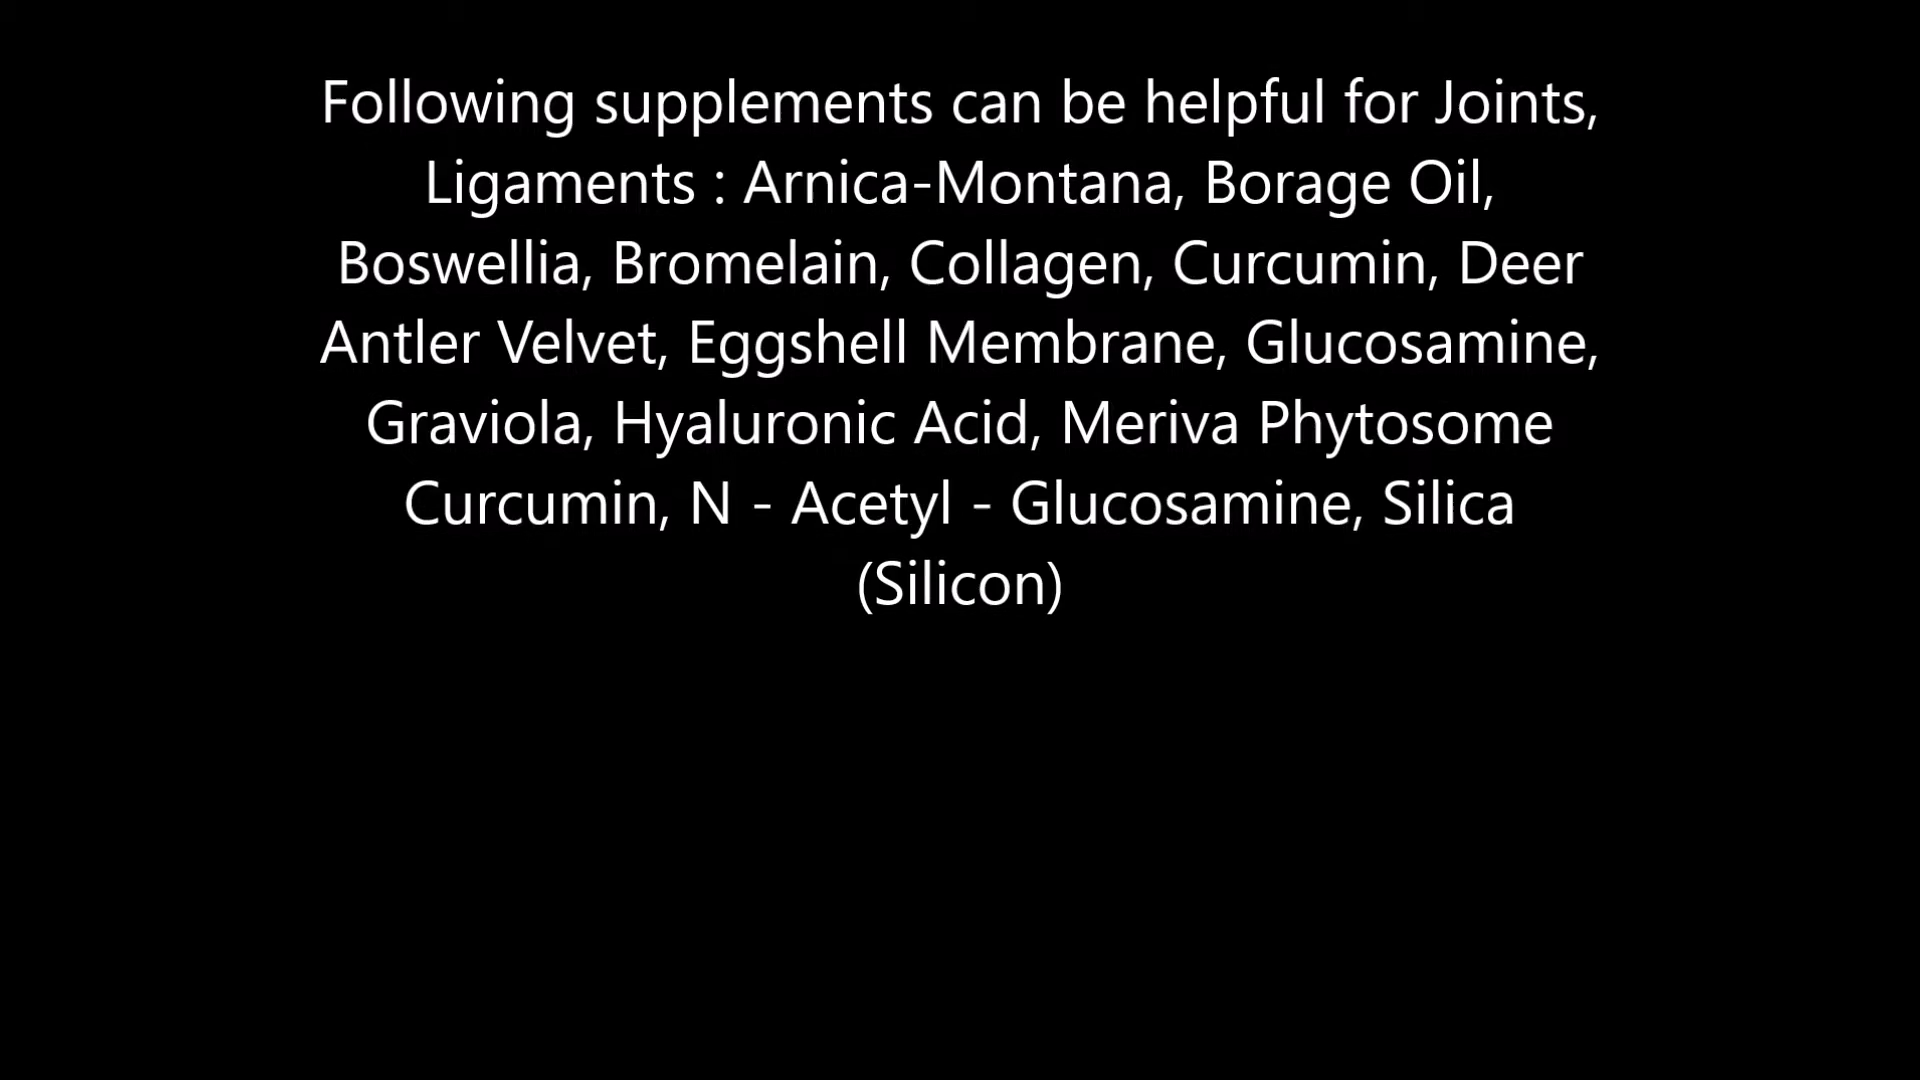 Following supplements can be helpful for Joints,
Ligaments : Arnica-Montana, Borage Oil,
Boswellia, Bromelain, Collagen, Curcumin, Deer
Antler Velvet, Eggshell Membrane, Glucosamine,
Graviola, Hyaluronic Acid, Meriva Phytosome
Curcumin, N - Acetyl - Glucosamine, Silica
(Silicon)